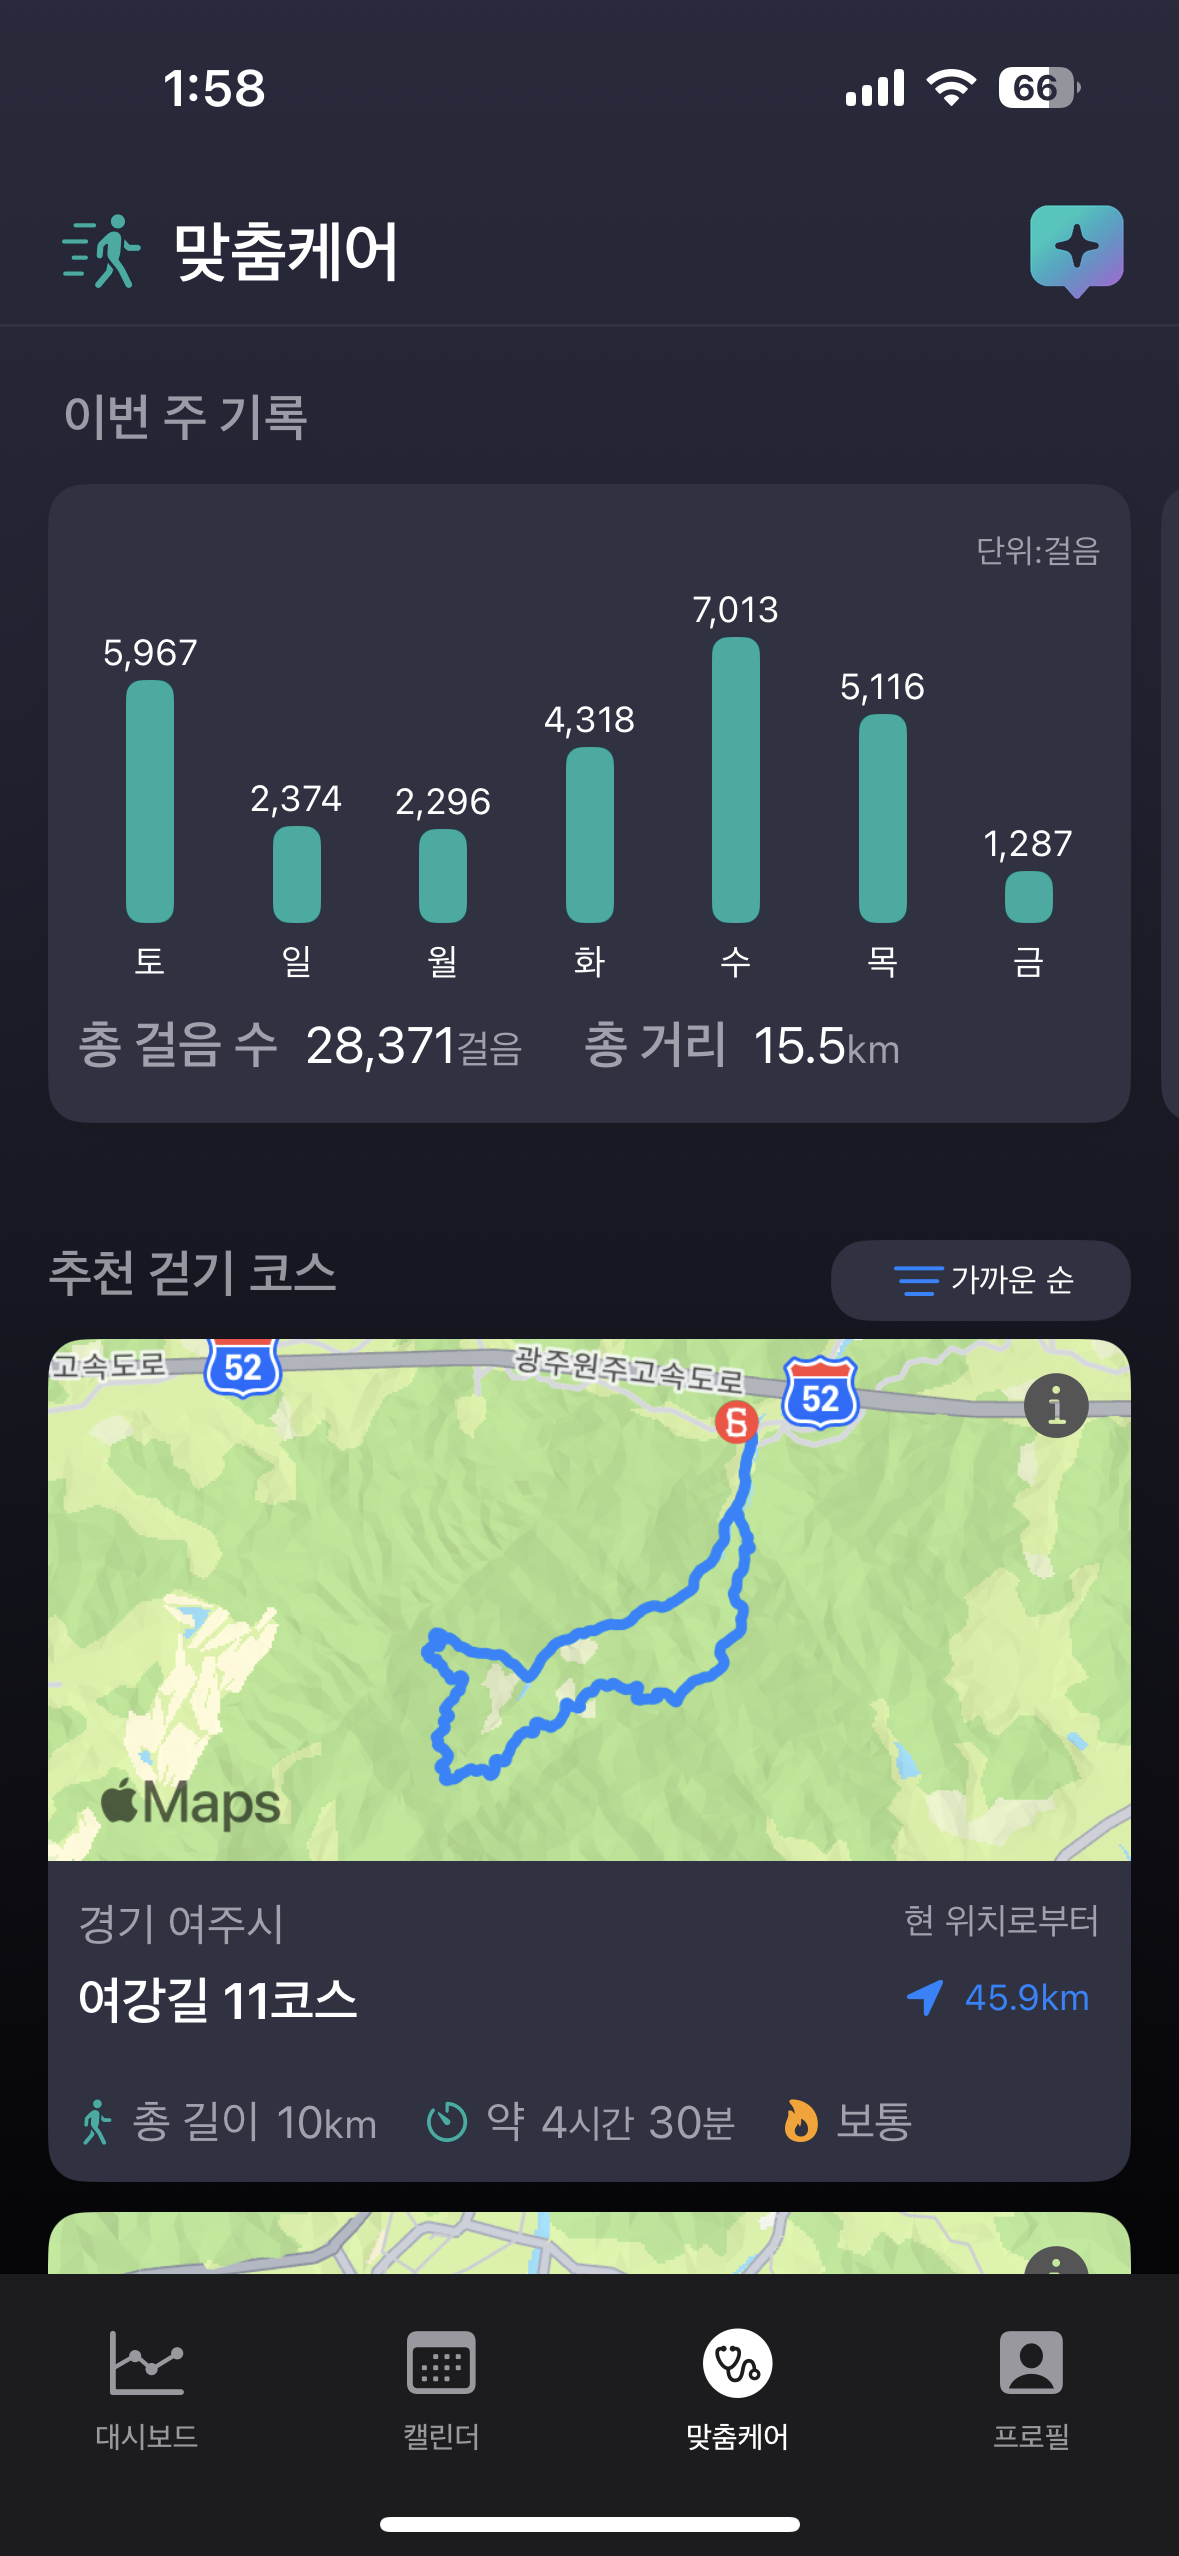 1:58
66
맞춤케어
이번 주 기록
단위:걸음
5,967
2,374
2,296
4,318
7,013
5,116
1,287
토 일 월 화 수 목 금
총 걸음 수 28,371걸음 총 거리 15.5km
추천 걷기 코스
가까운 순
고속도로
52
광주원주고속도로
52
Maps
경기 여주시
현 위치로부터
여강길 11코스
45.9km
총 길이 10km 약 4시간 30분 보통
대시보드 캘린더 맞춤케어 프로필